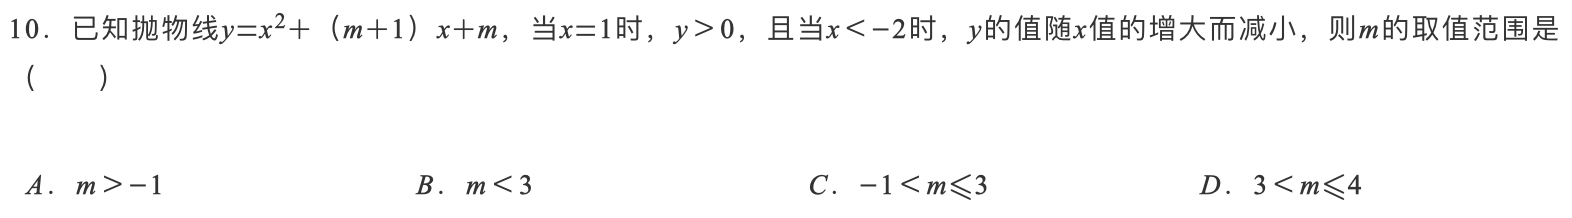 10．已知抛物线y=x²+（m+1）x+m，当x=1时，y＞0，且当x＜-2时，y的值随x值的增大而减小，则m的取值范围是
（　　）
A．m＞-1　　B．m＜3　　C．-1＜m⩽3　　D．3＜m⩽4